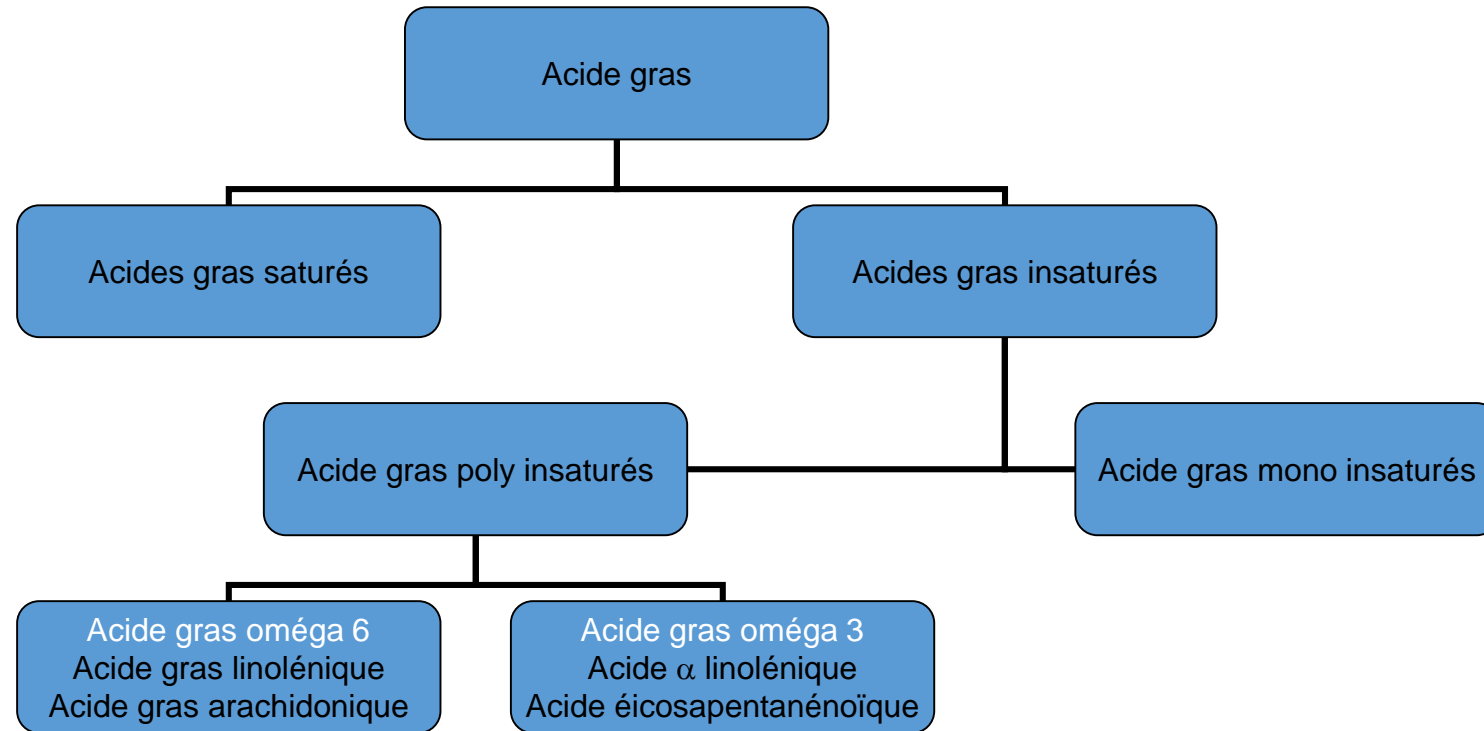 Acide gras
Acides gras saturés
Acides gras insaturés
Acide gras poly insaturés
Acide gras mono insaturés
Acide gras oméga 6
Acide gras linolénique
Acide gras arachidonique
Acide gras oméga 3
Acide α linolénique
Acide éicosapentanénoïque